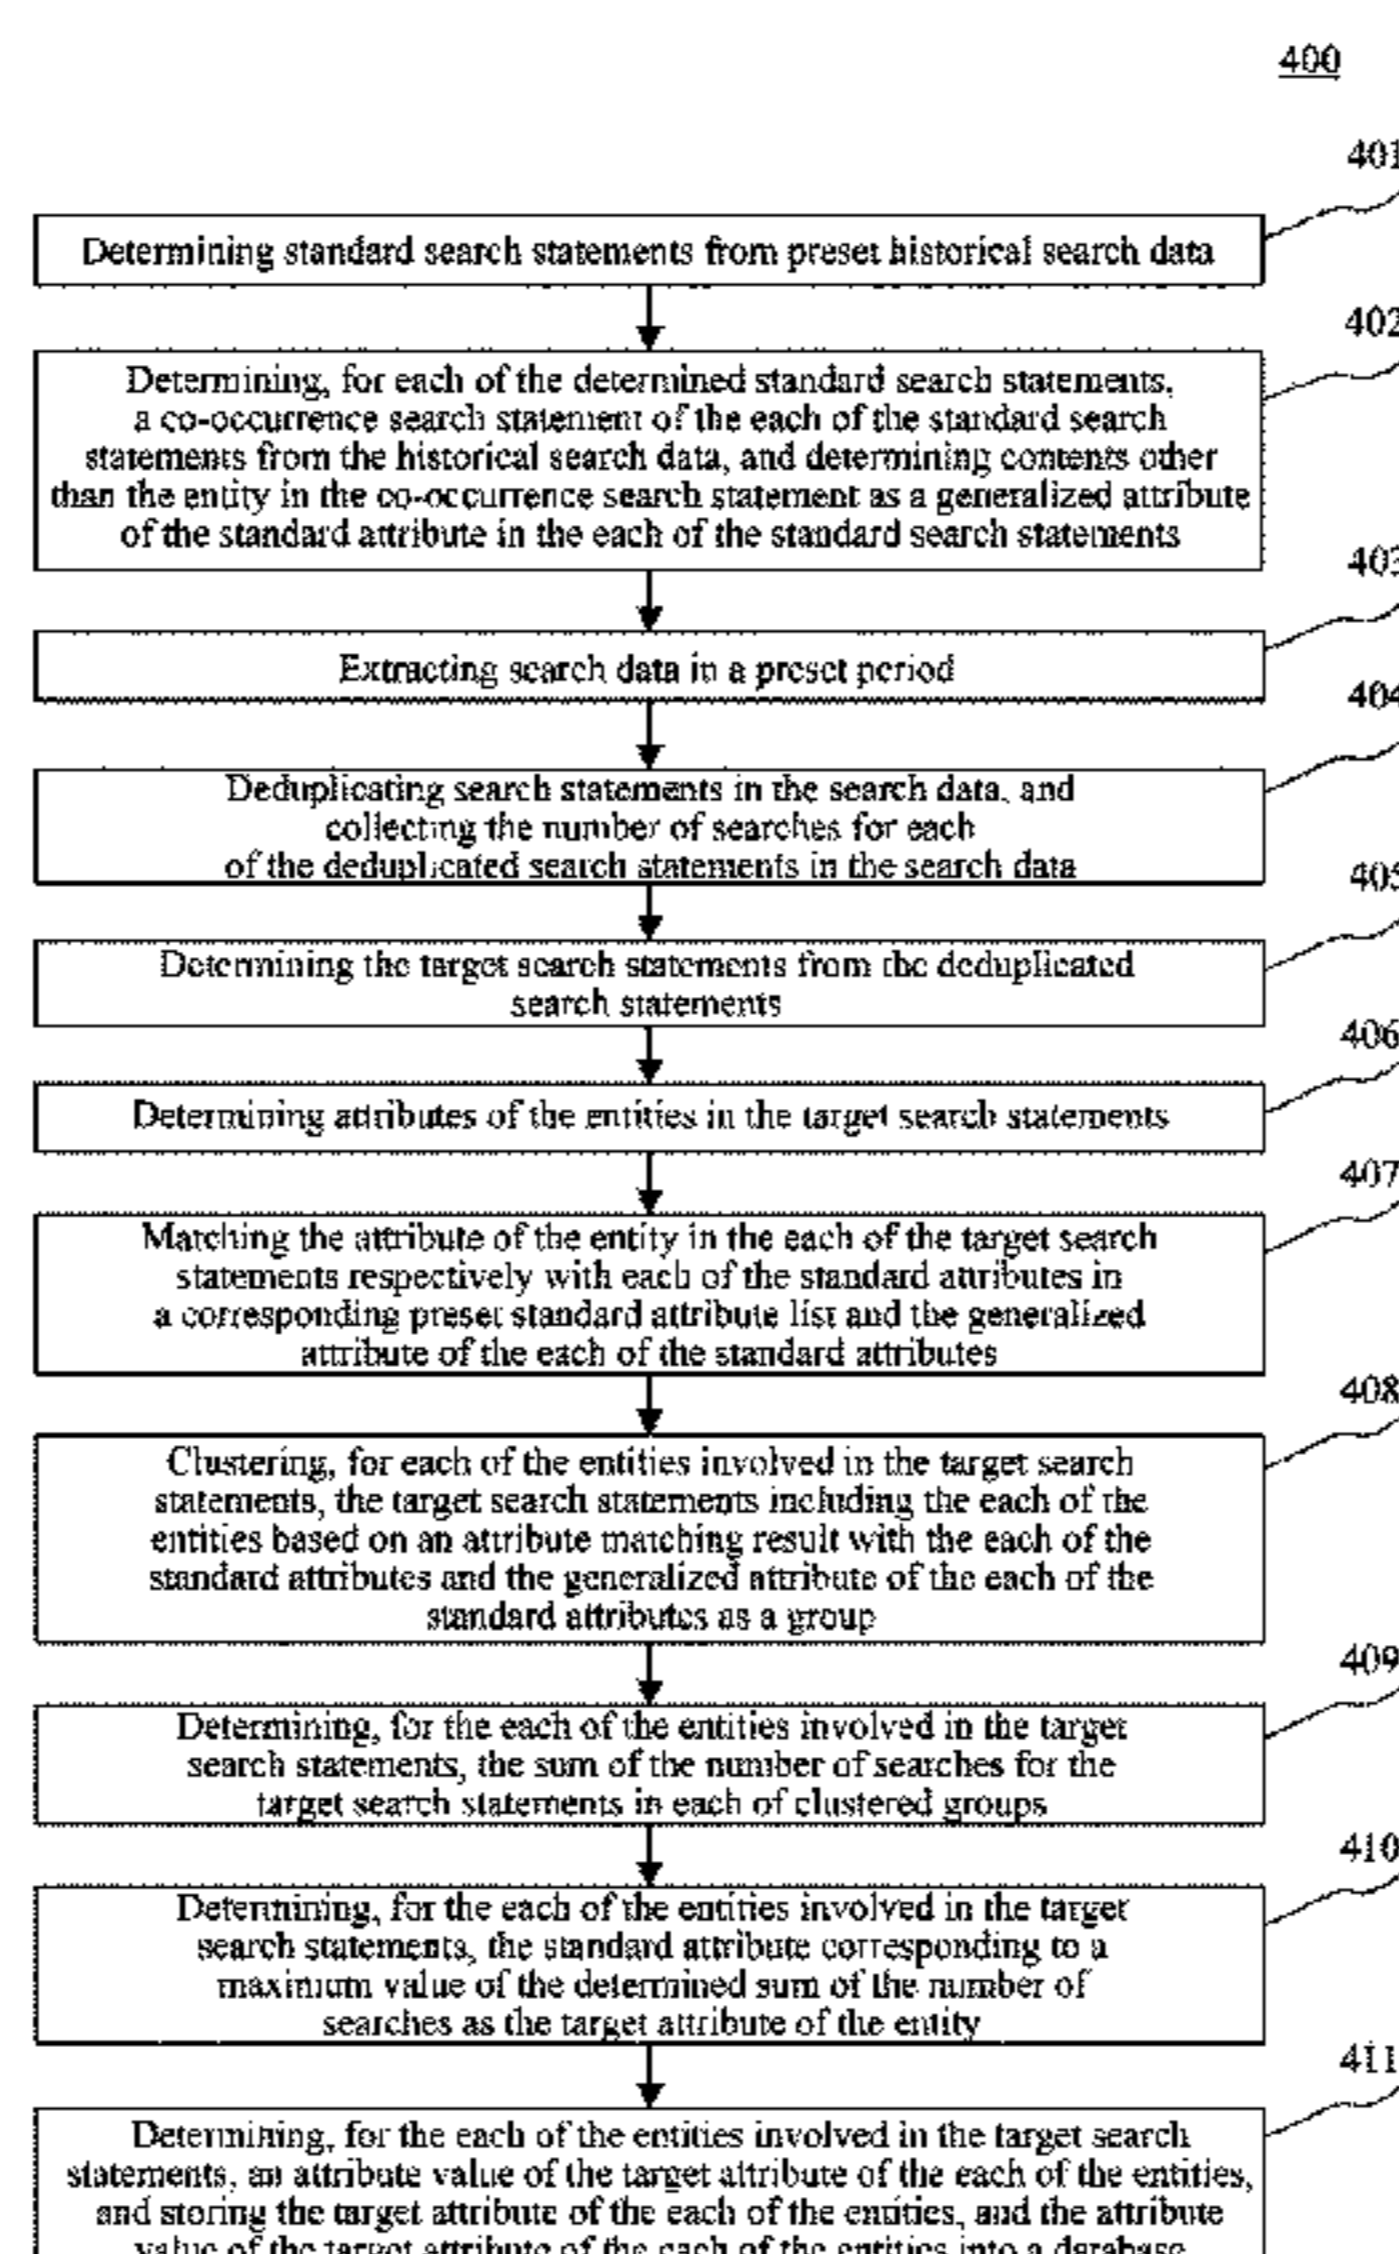 400
401
Determining standard search statements from preset historical search data
402
Determining, for each of the determined standard search statements,
a co-occurrence search statement of the each of the standard search
statements from the historical search data, and determining contents other
than the entity in the co-occurrence search statement as a generalized attribute
of the standard attribute in the each of the standard search statements
403
Extracting search data in a preset period
404
Deduplicating search statements in the search data, and
collecting the number of searches for each
of the deduplicated search statements in the search data
405
Determining the target search statements from the deduplicated
search statements
406
Determining attributes of the entities in the target search statements
407
Matching the attribute of the entity in the each of the target search
statements respectively with each of the standard attributes in
a corresponding preset standard attribute list and the generalized
attribute of the each of the standard attributes
408
Clustering, for each of the entities involved in the target search
statements, the target search statements including the each of the
entities based on an attribute matching result with the each of the
standard attributes and the generalized attribute of the each of the
standard attributes as a group
409
Determining, for the each of the entities involved in the target
search statements, the sum of the number of searches for the
target search statements in each of clustered groups
410
Determining, for the each of the entities involved in the target
search statements, the standard attribute corresponding to a
maximum value of the determined sum of the number of
searches as the target attribute of the entity
411
Determining, for the each of the entities involved in the target search
statements, an attribute value of the target attribute of the each of the entities,
and storing the target attribute of the each of the entities, and the attribute
value of the target attribute of the each of the entities into a database